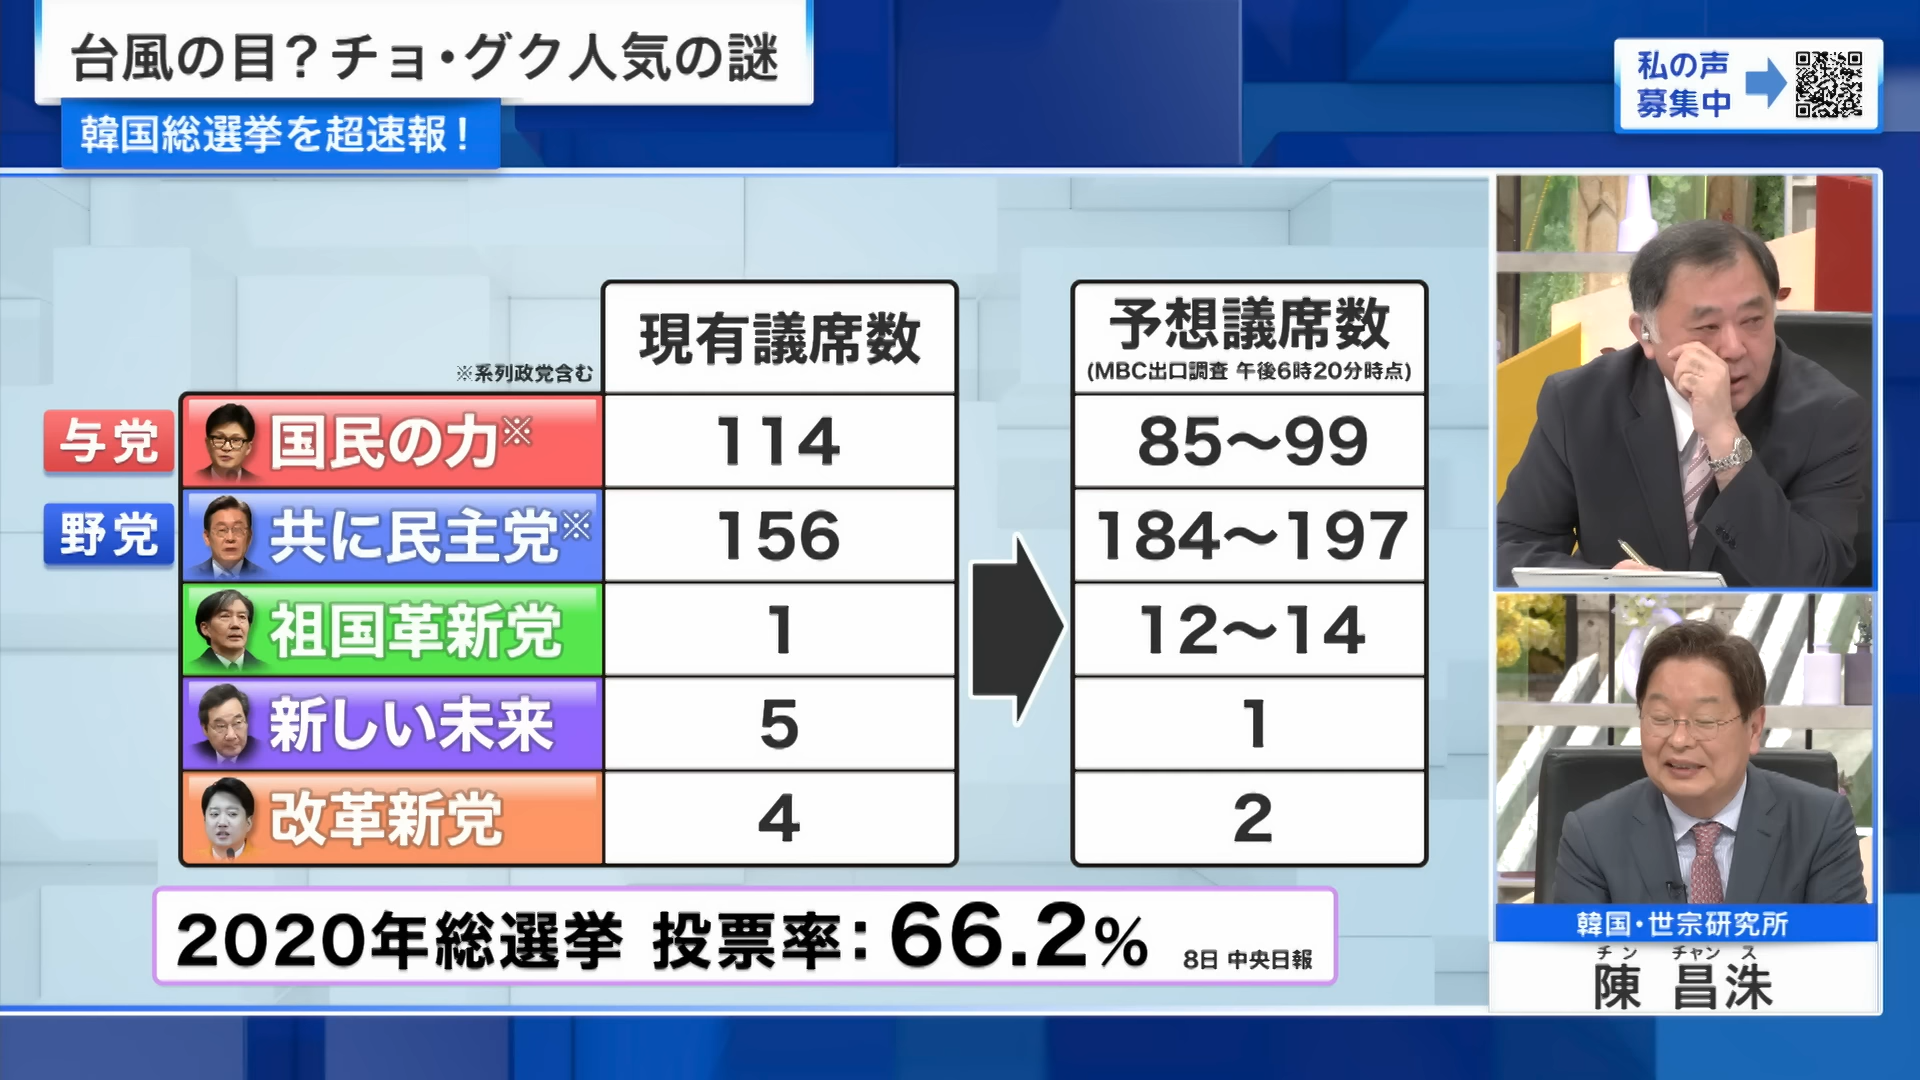 台風の目?チョ・グク人気の謎
韓国総選挙を超速報!
私の声
募集中
現有議席数
予想議席数
(MBC出口調査 午後6時20分時点)
※系列政党含む
与党 国民の力※ 114 85〜99
野党 共に民主党※ 156 184〜197
祖国革新党 1 12〜14
新しい未来 5 1
改革新党 4 2
2020年総選挙 投票率:66.2% 8日 中央日報
韓国・世宗研究所
チン チャン ス
陳 昌洙